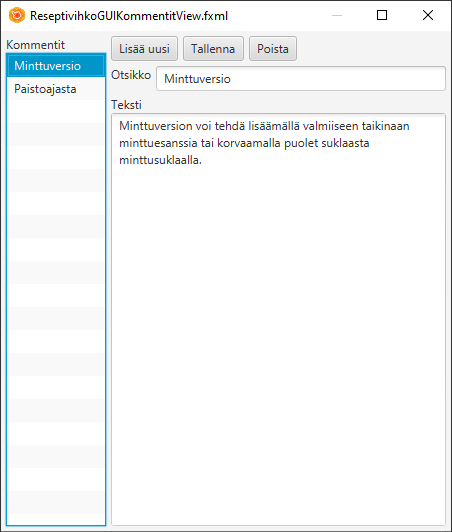 ReseptivihkoGUIKommentitView.fxml
Kommentit
Minttuversio
Paistoajasta
Lisää uusi
Tallenna
Poista
Otsikko
Minttuversio
Teksti
Minttuversion voi tehdä lisäämällä valmiiseen taikinaan
minttuesanssia tai korvaamalla puolet suklaasta
minttusuklaalla.